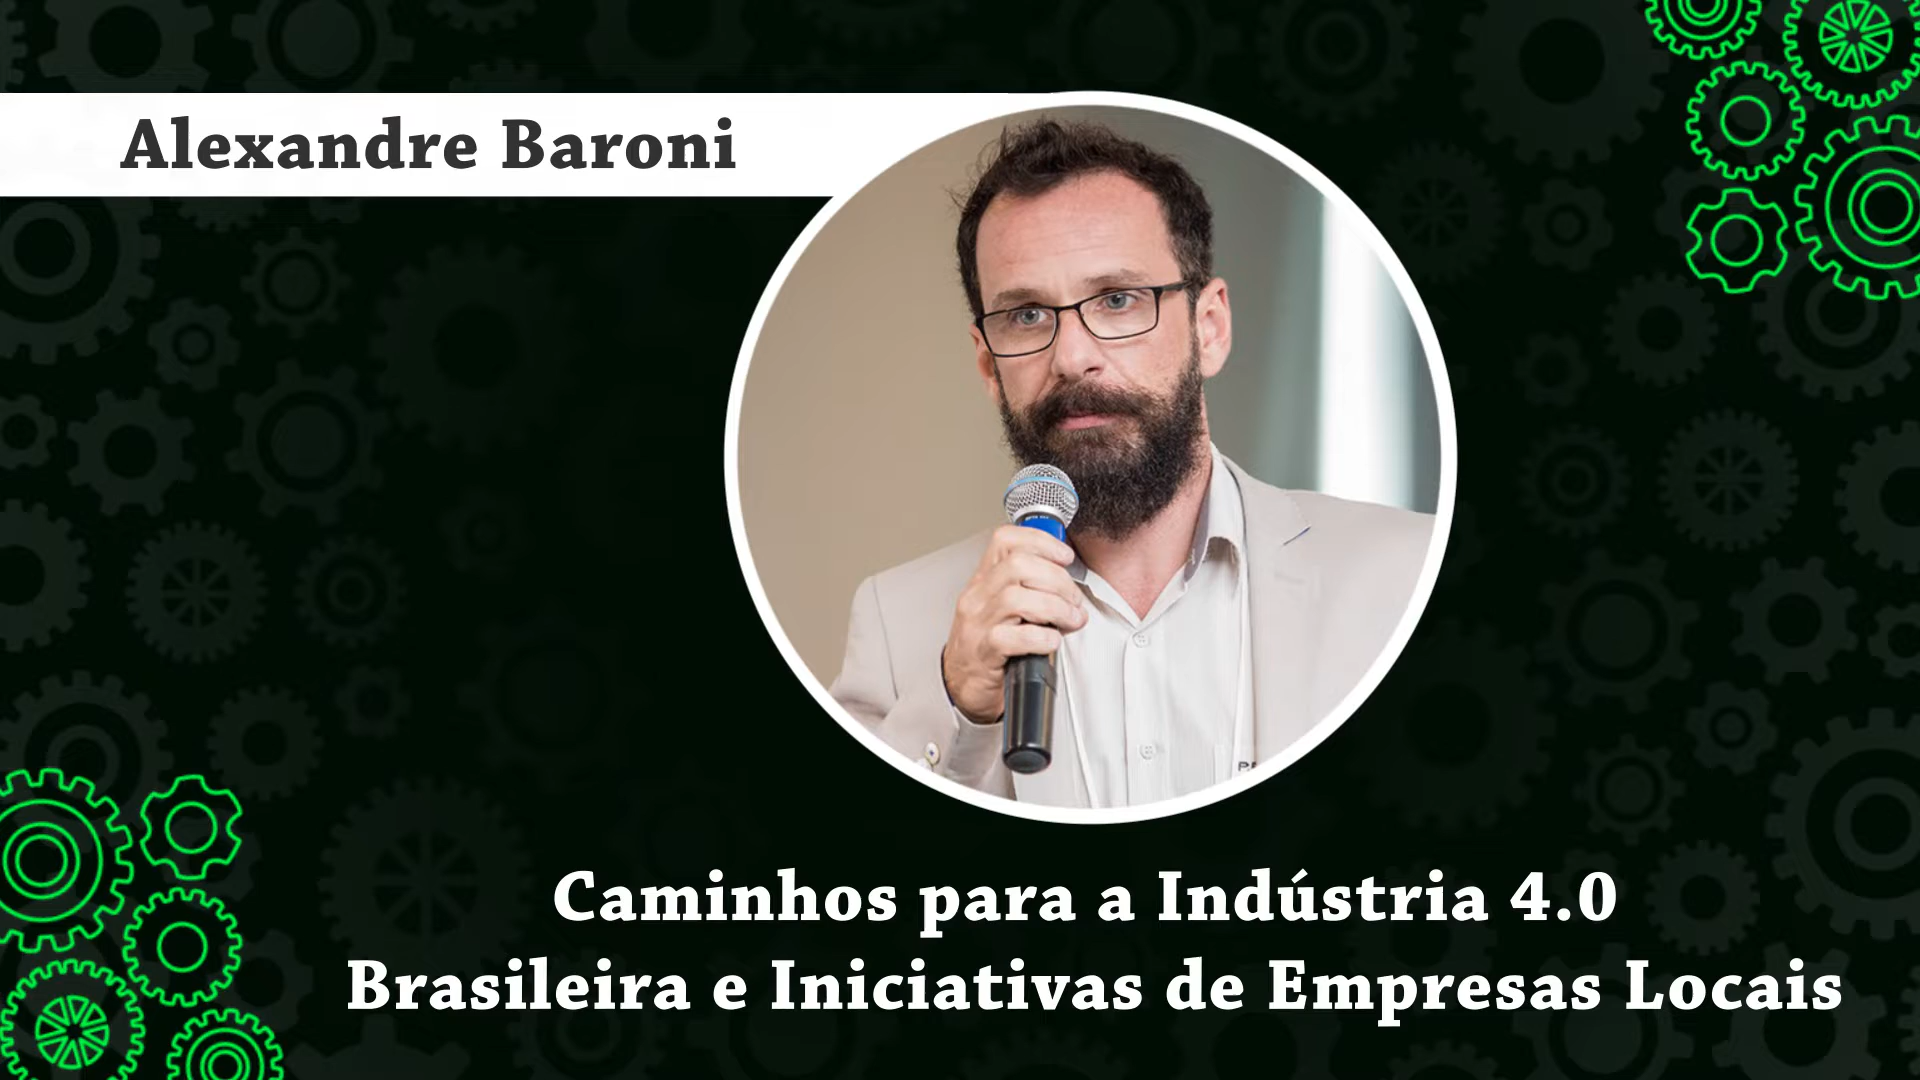 Alexandre Baroni
Caminhos para a Indústria 4.0
Brasileira e Iniciativas de Empresas Locais